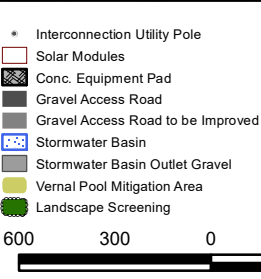 Interconnection Utility Pole
Solar Modules
Conc. Equipment Pad
Gravel Access Road
Gravel Access Road to be Improved
Stormwater Basin
Stormwater Basin Outlet Gravel
Vernal Pool Mitigation Area
Landscape Screening
600 300 0